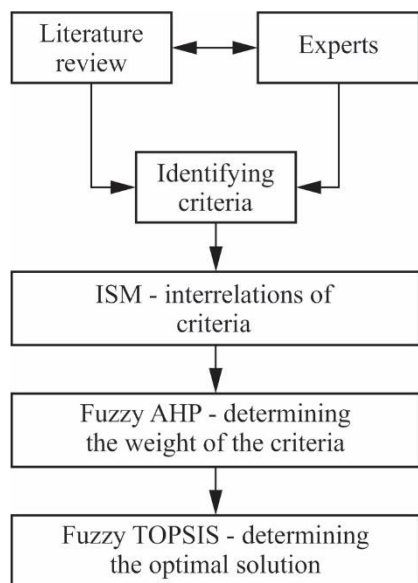 Literature
review
Experts
Identifying
criteria
ISM - interrelations of
criteria
Fuzzy AHP - determining
the weight of the criteria
Fuzzy TOPSIS - determining
the optimal solution